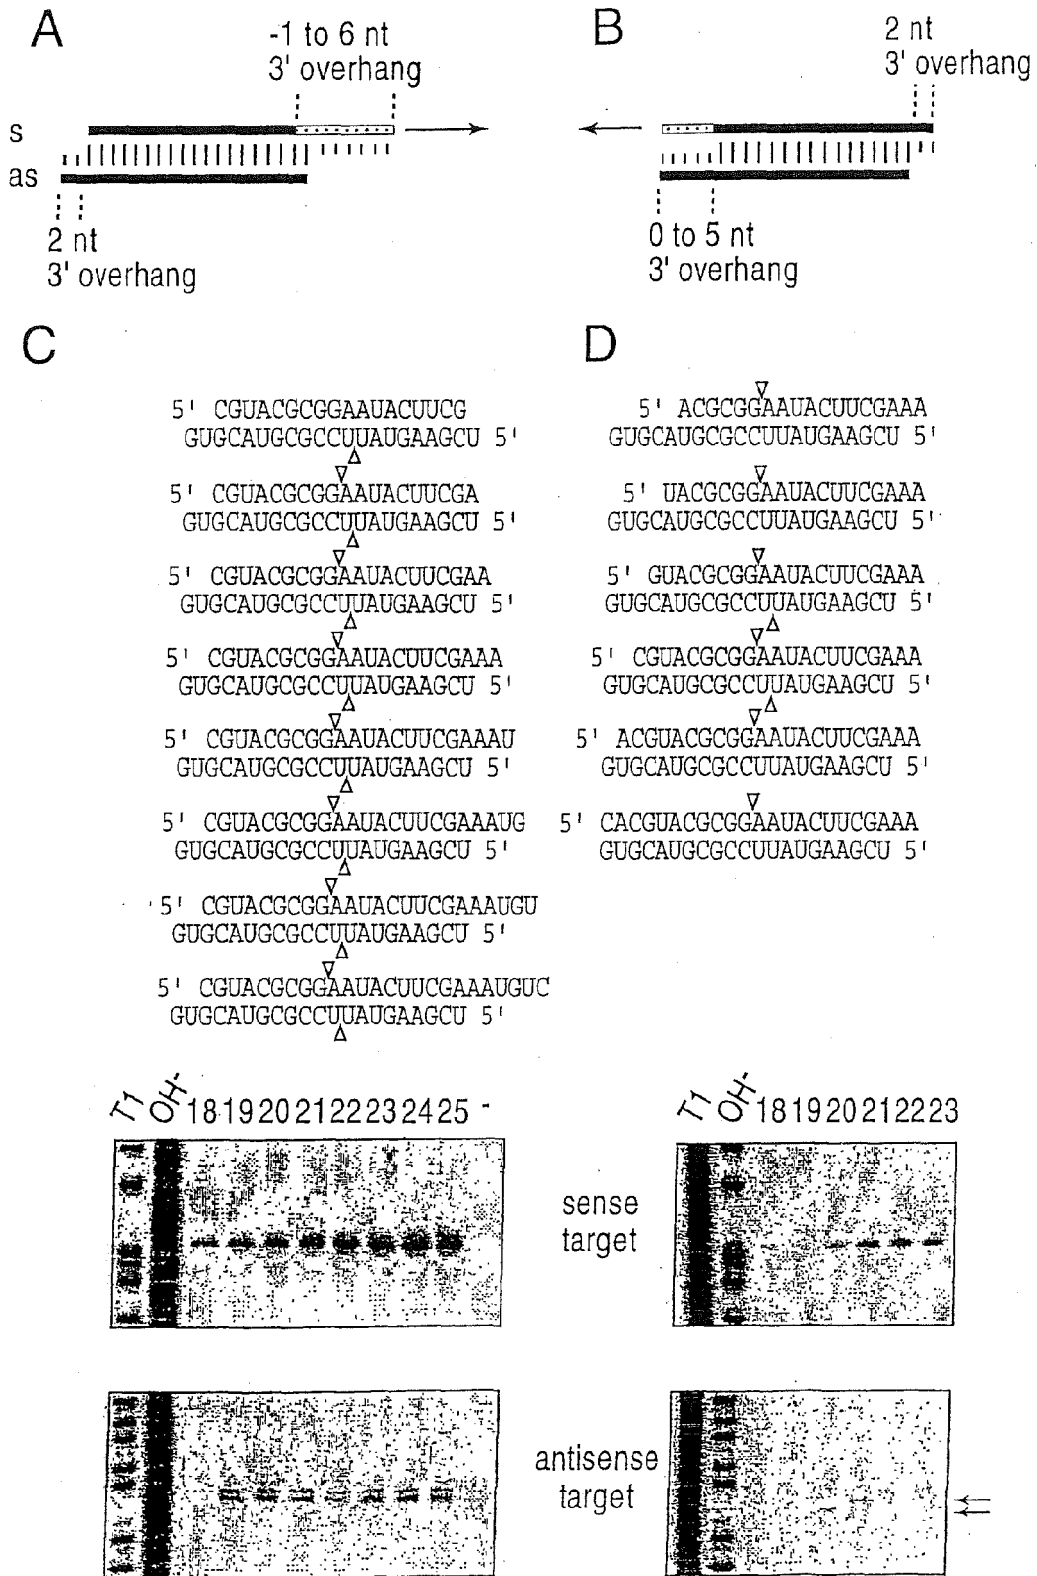 A
-1 to 6 nt
3' overhang
s
as
2 nt
3' overhang
B
2 nt
3' overhang
0 to 5 nt
3' overhang
C
5' CGUACGCGGAAUACUUCG
GUGCAUGCGCCUUAUGAAGCU 5'
5' CGUACGCGGAAUACUUCGA
GUGCAUGCGCCUUAUGAAGCU 5'
5' CGUACGCGGAAUACUUCGAA
GUGCAUGCGCCUUAUGAAGCU 5'
5' CGUACGCGGAAUACUUCGAAA
GUGCAUGCGCCUUAUGAAGCU 5'
5' CGUACGCGGAAUACUUCGAAAU
GUGCAUGCGCCUUAUGAAGCU 5'
5' CGUACGCGGAAUACUUCGAAAUG
GUGCAUGCGCCUUAUGAAGCU 5'
5' CGUACGCGGAAUACUUCGAAAUGU
GUGCAUGCGCCUUAUGAAGCU 5'
5' CGUACGCGGAAUACUUCGAAAUGUC
GUGCAUGCGCCUUAUGAAGCU 5'
D
5' ACGCGGAAUACUUCGAAA
GUGCAUGCGCCUUAUGAAGCU 5'
5' UACGCGGAAUACUUCGAAA
GUGCAUGCGCCUUAUGAAGCU 5'
5' GUACGCGGAAUACUUCGAAA
GUGCAUGCGCCUUAUGAAGCU 5'
5' CGUACGCGGAAUACUUCGAAA
GUGCAUGCGCCUUAUGAAGCU 5'
5' ACGUACGCGGAAUACUUCGAAA
GUGCAUGCGCCUUAUGAAGCU 5'
5' CACGUACGCGGAAUACUUCGAAA
GUGCAUGCGCCUUAUGAAGCU 5'
T1 OH- 18 19 20 21 22 23 24 25 -
T1 OH- 18 19 20 21 22 23
sense
target
antisense
target